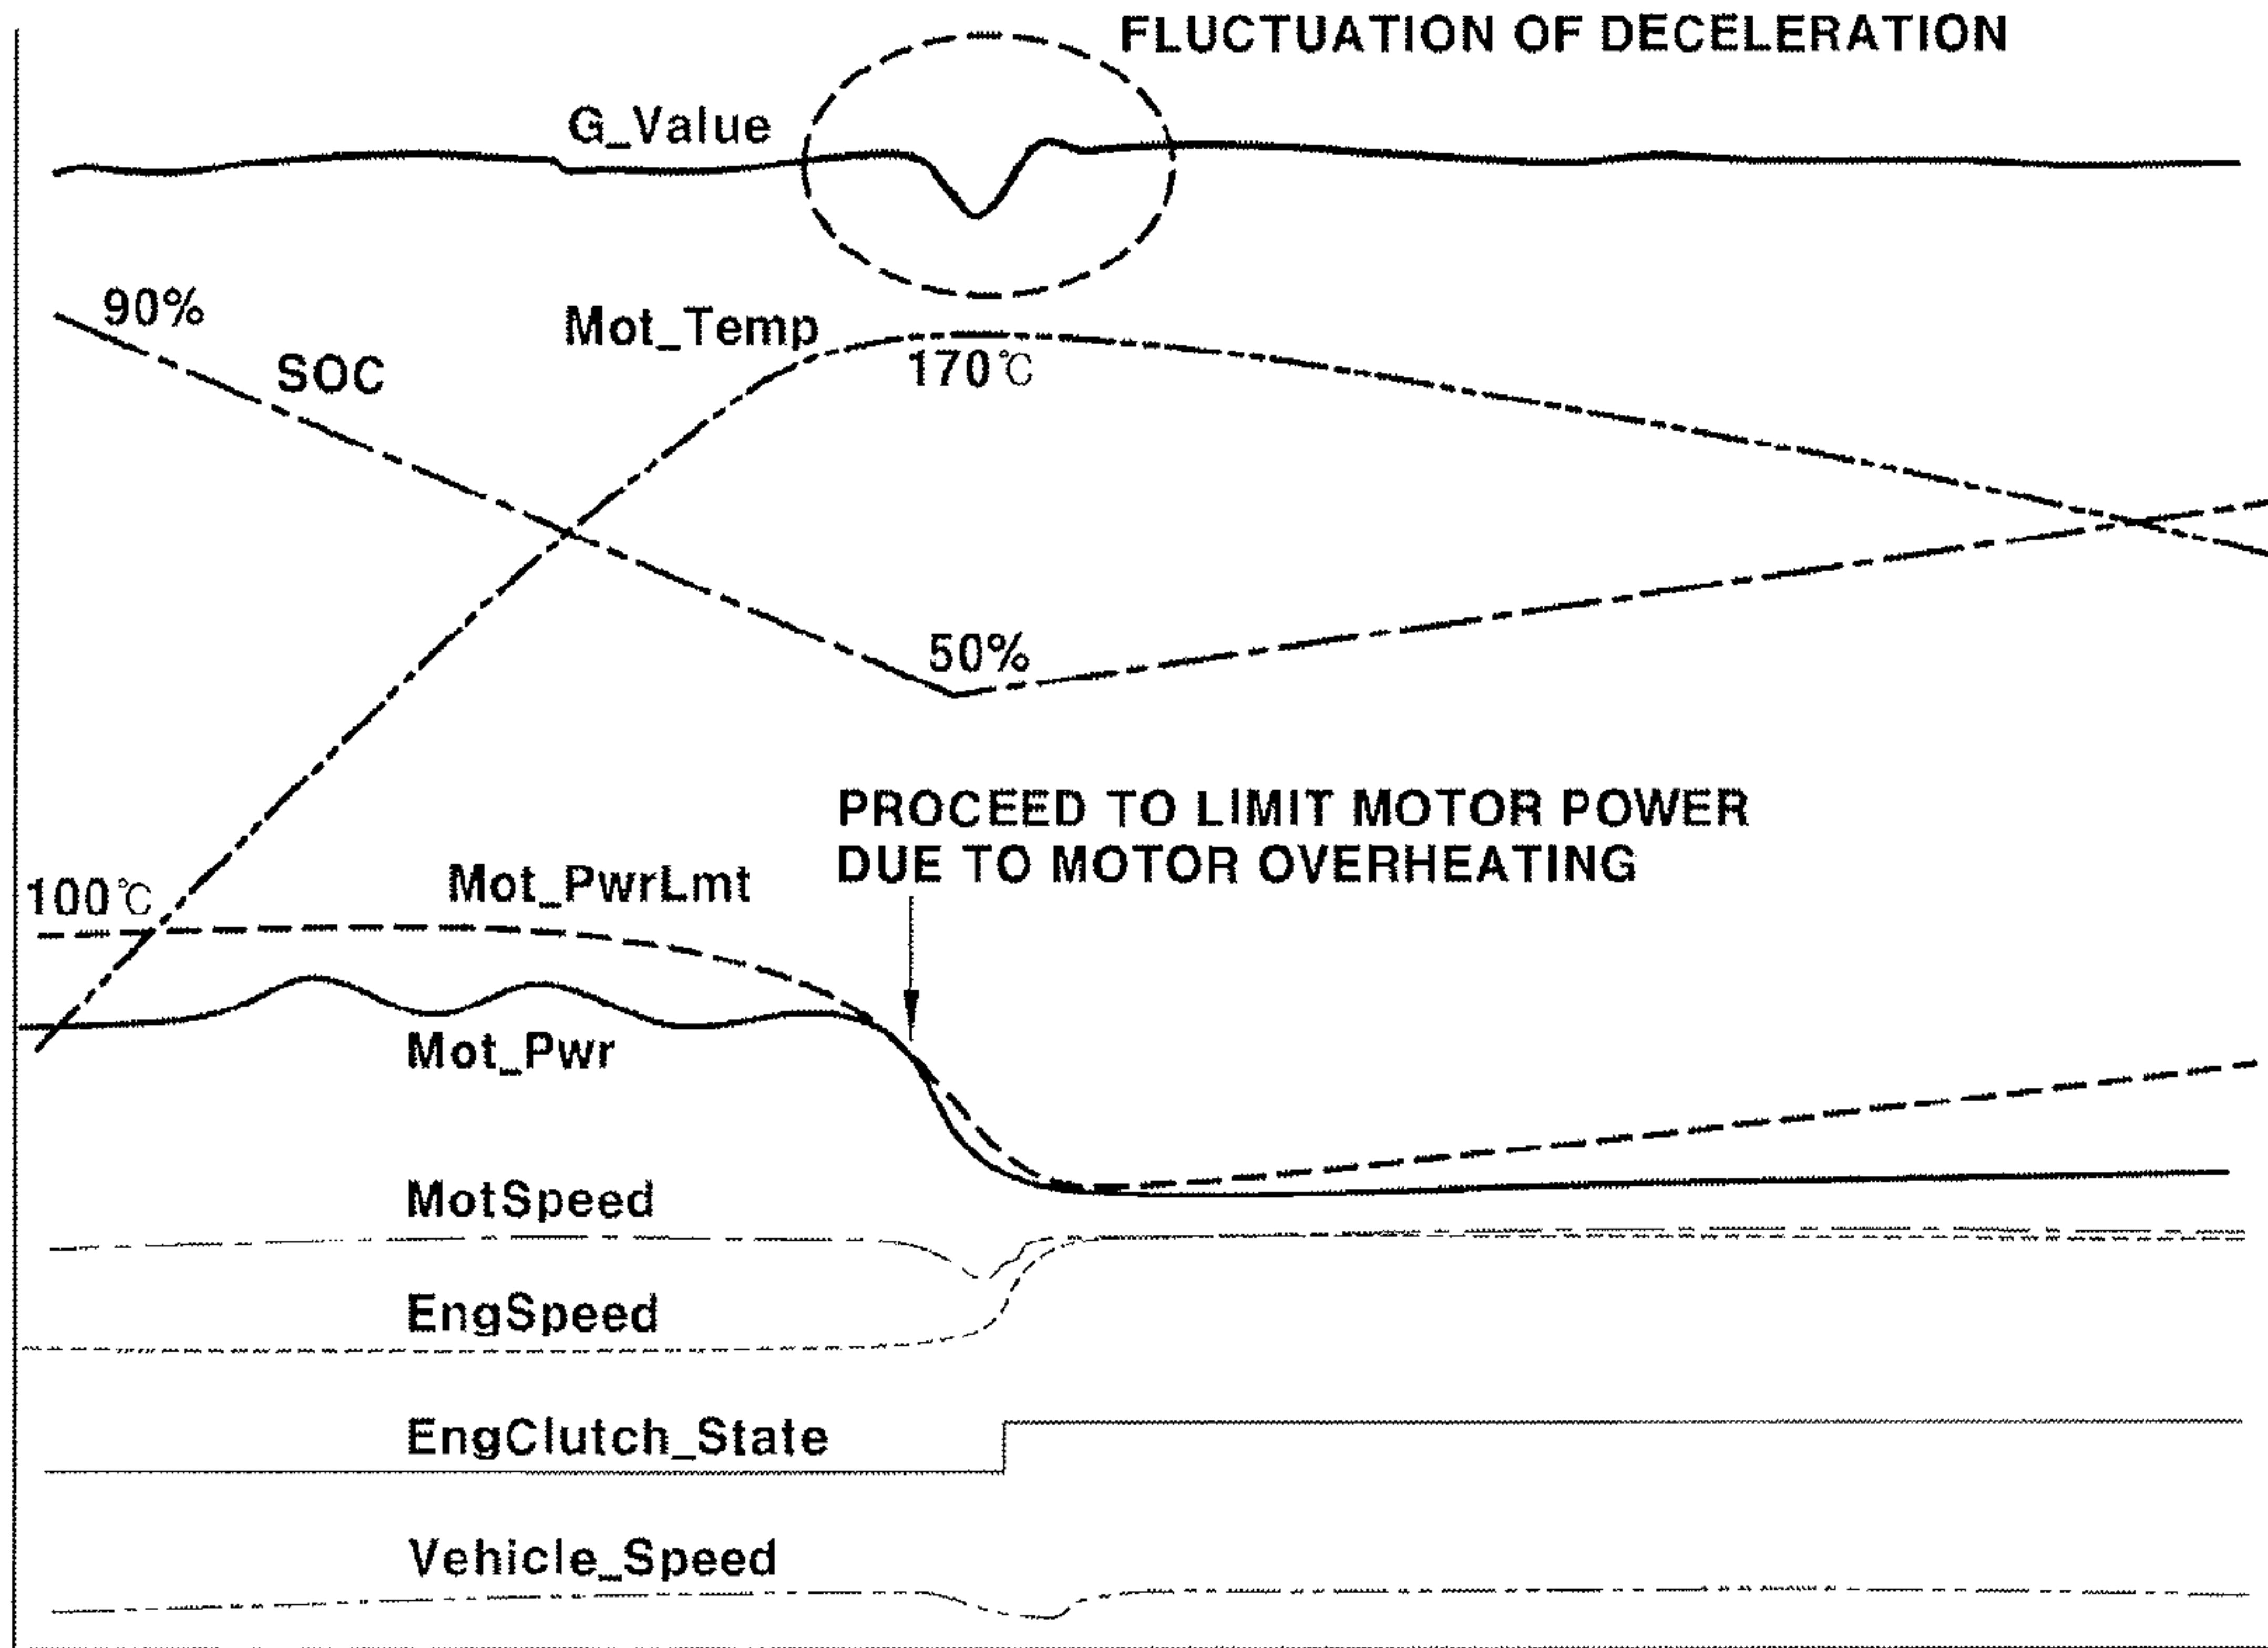 FLUCTUATION OF DECELERATION
G_Value
90%
Mot_Temp
SOC
170℃
50%
PROCEED TO LIMIT MOTOR POWER
DUE TO MOTOR OVERHEATING
Mot_PwrLmt
100℃
Mot_Pwr
MotSpeed
EngSpeed
EngClutch_State
Vehicle_Speed